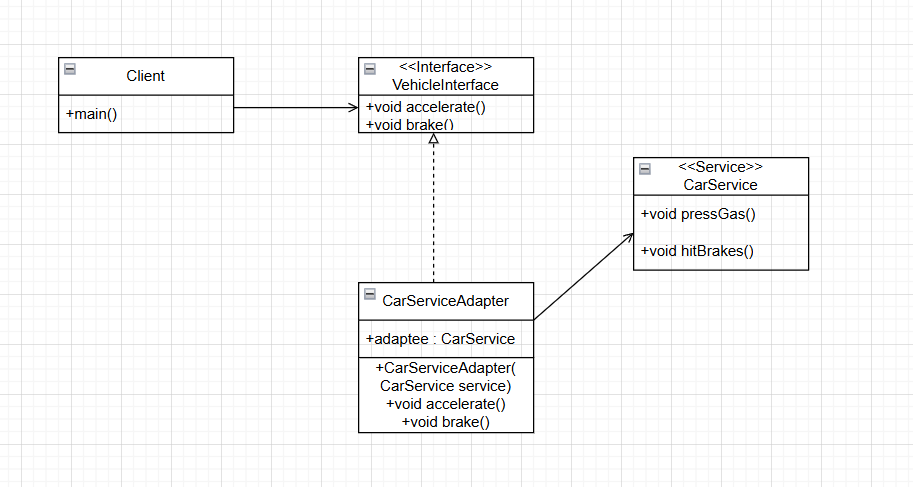 Client
+main()
<<Interface>>
VehicleInterface
+void accelerate()
+void brake()
<<Service>>
CarService
+void pressGas()
+void hitBrakes()
CarServiceAdapter
+adaptee : CarService
+CarServiceAdapter(
CarService service)
+void accelerate()
+void brake()